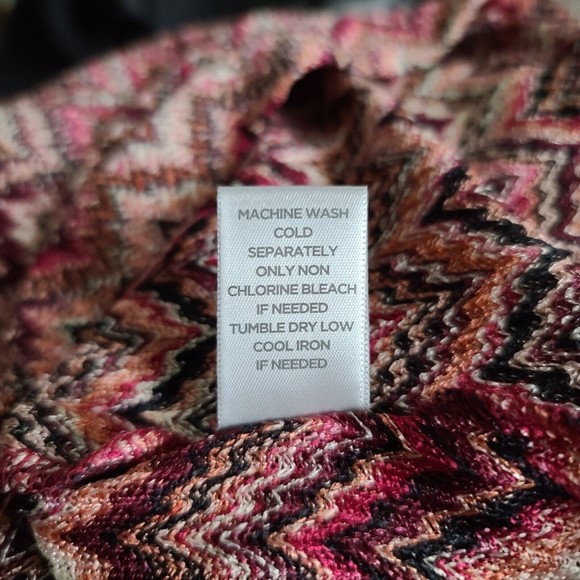 MACHINE WASH
COLD
SEPARATELY
ONLY NON
CHLORINE BLEACH
IF NEEDED
TUMBLE DRY LOW
COOL IRON
IF NEEDED